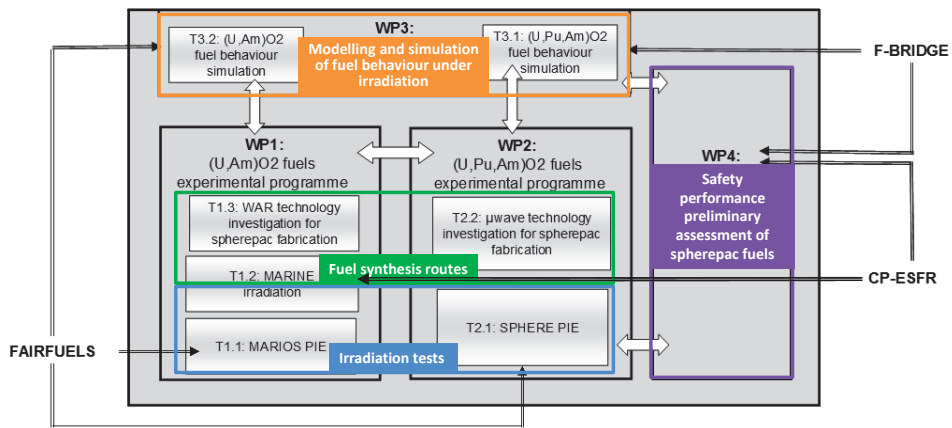 WP3:
T3.2: (U,Am)O2
fuel behaviour
simulation
Modelling and simulation
of fuel behaviour under
irradiation
T3.1: (U,Pu,Am)O2
fuel behaviour
simulation
F-BRIDGE
WP1:
(U,Am)O2 fuels
experimental programme
WP2:
(U,Pu,Am)O2 fuels
experimental programme
WP4:
Safety
performance
preliminary
assessment of
spherepac fuels
T1.3: WAR technology
investigation for
spherepac fabrication
T2.2: µwave technology
investigation for spherepac
fabrication
Fuel synthesis routes
T1.2: MARINE
irradiation
CP-ESFR
T2.1: SPHERE PIE
T1.1: MARIOS PIE
Irradiation tests
FAIRFUELS